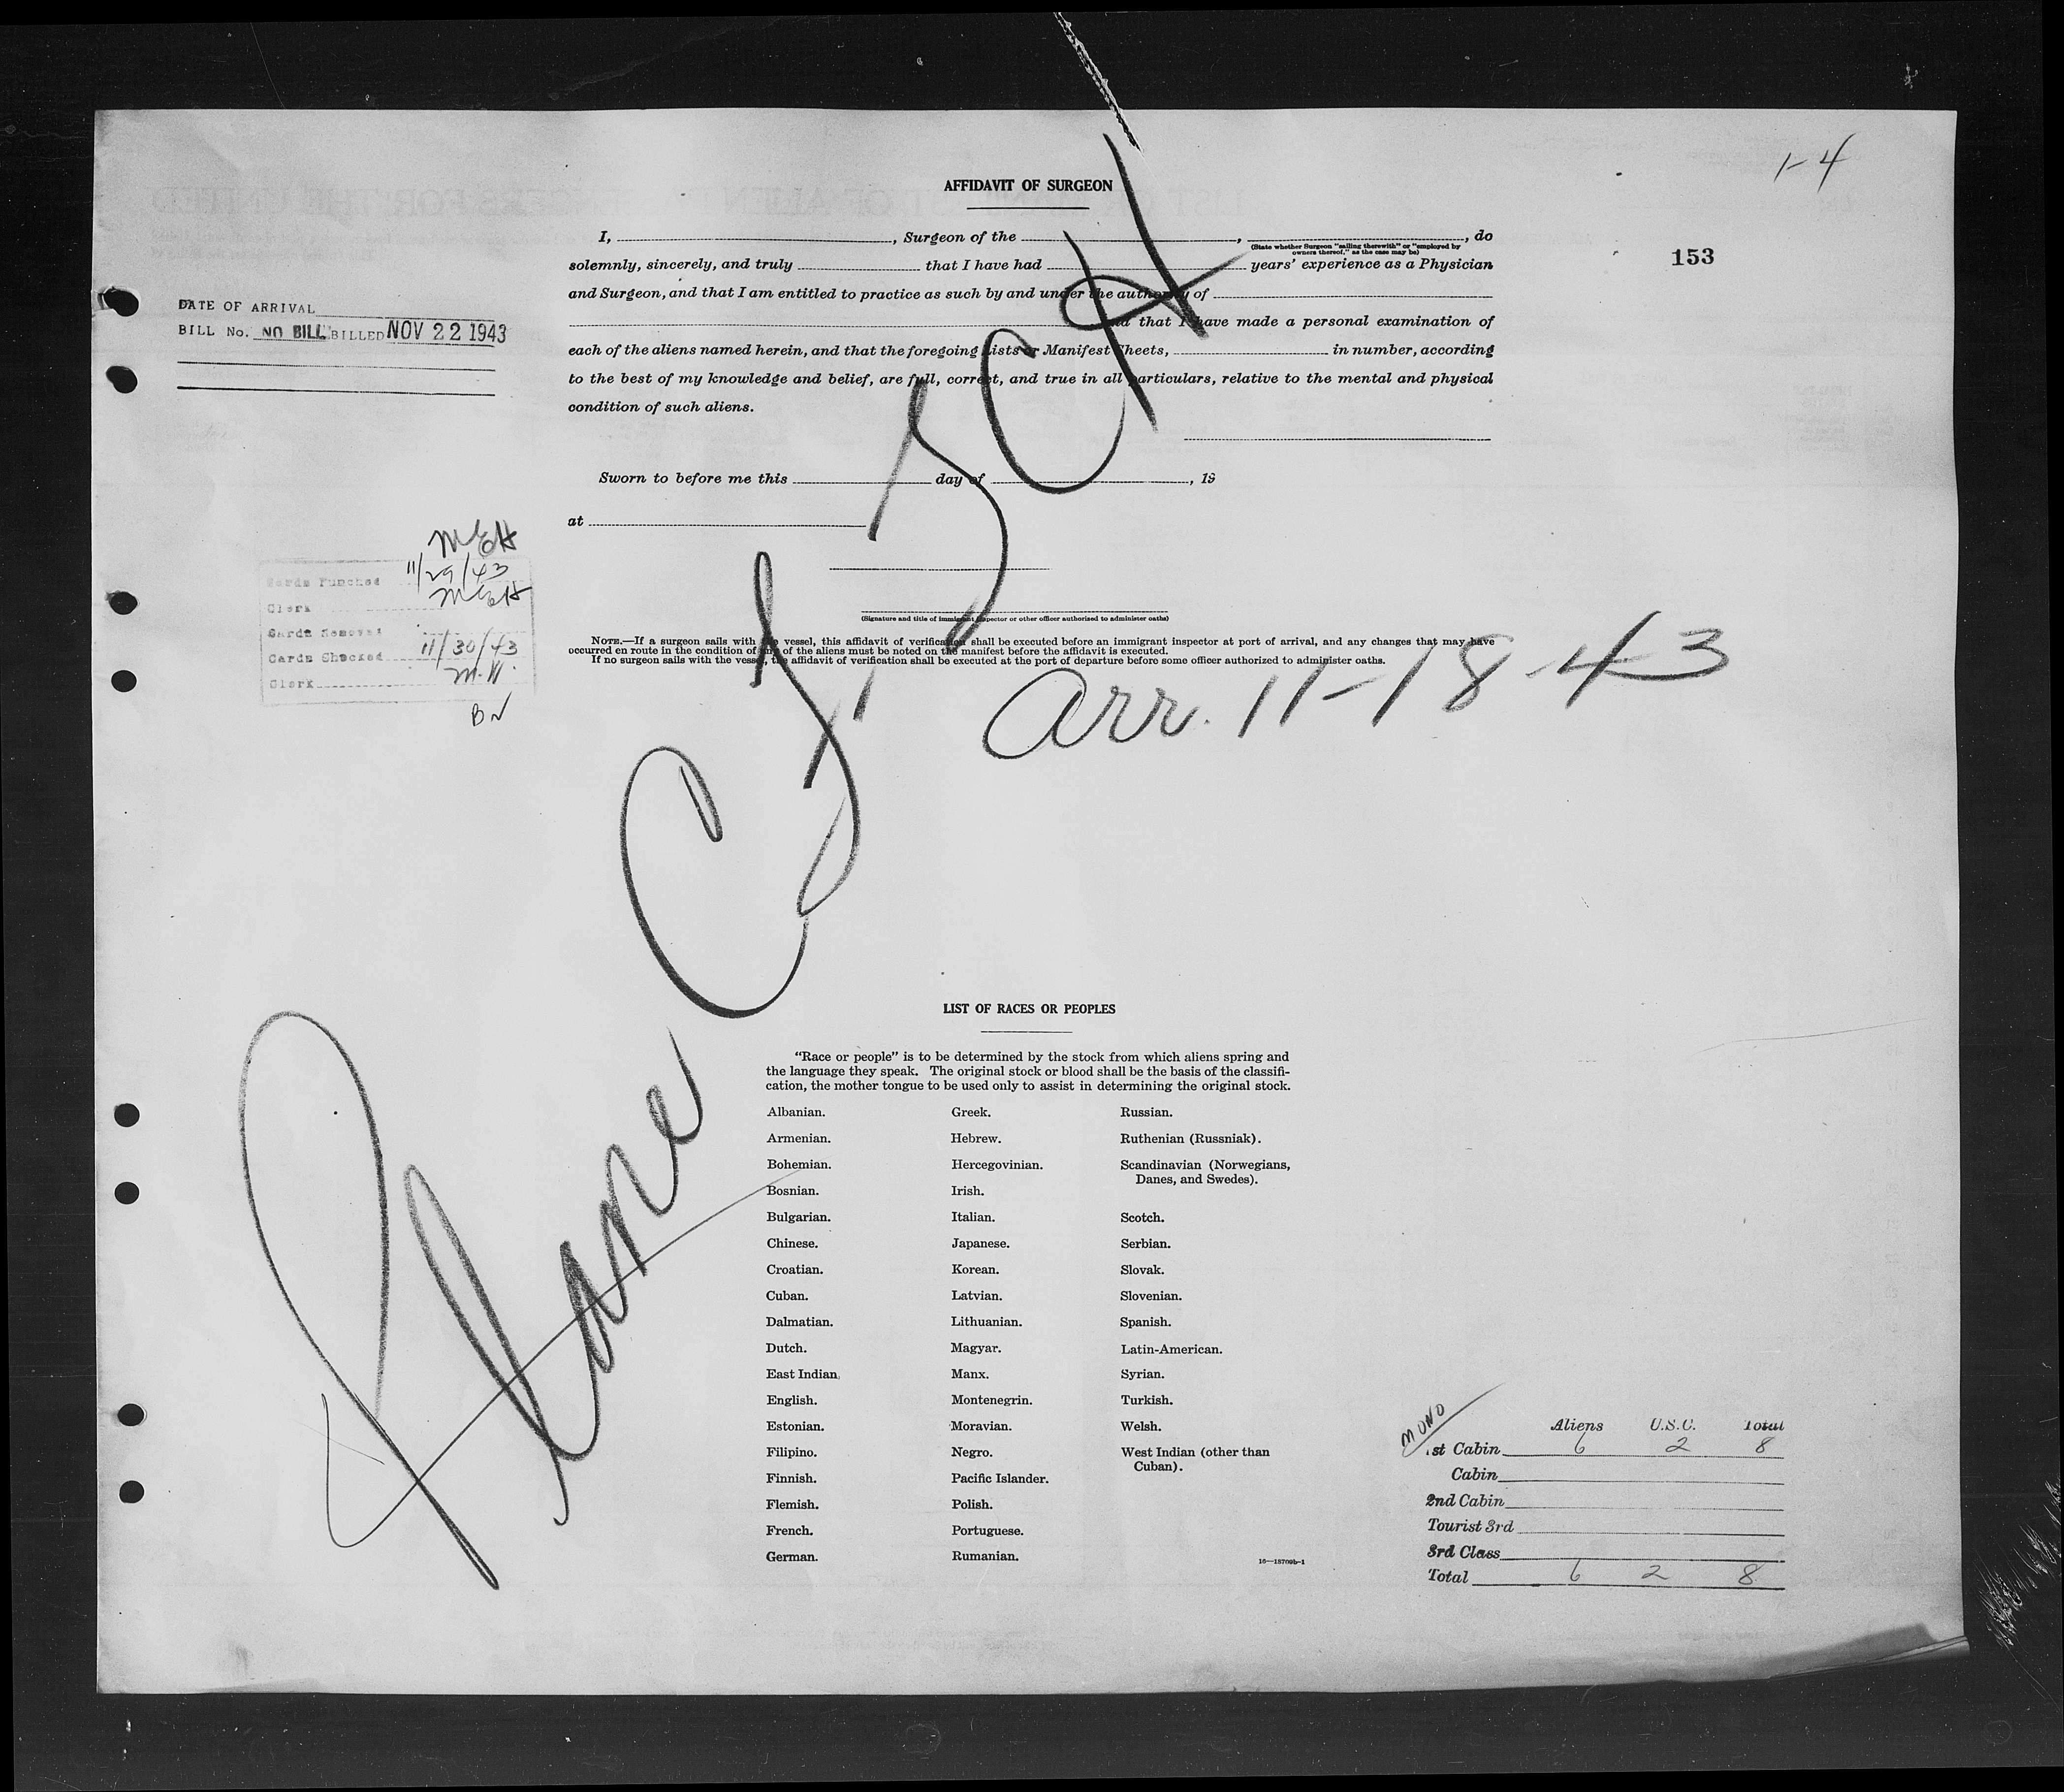 1-4
AFFIDAVIT OF SURGEON
153
I, , Surgeon of the , , do
(State whether Surgeon "sailing therewith" or "employed by
owners thereof," as the case may be)
solemnly, sincerely, and truly that I have had years' experience as a Physician
and Surgeon, and that I am entitled to practice as such by and under the authority of
and that I have made a personal examination of
each of the aliens named herein, and that the foregoing Lists or Manifest Sheets, in number, according
to the best of my knowledge and belief, are full, correct, and true in all particulars, relative to the mental and physical
condition of such aliens.
Sworn to before me this day of , 19
at
(Signature and title of immigrant inspector or other officer authorized to administer oaths)
NOTE.—If a surgeon sails with the vessel, this affidavit of verification shall be executed before an immigrant inspector at port of arrival, and any changes that may have
occurred en route in the condition of any of the aliens must be noted on the manifest before the affidavit is executed.
If no surgeon sails with the vessel, the affidavit of verification shall be executed at the port of departure before some officer authorized to administer oaths.
DATE OF ARRIVAL
BILL No. NO BILL BILLED NOV 22 1943
MEH
Cards Punched 11/29/43
Clerk MEH
Cards Removed
Cards Checked 11/30/43
Clerk M.W.
BN
Plane
arr. 11-18-43
LIST OF RACES OR PEOPLES
"Race or people" is to be determined by the stock from which aliens spring and
the language they speak. The original stock or blood shall be the basis of the classifi-
cation, the mother tongue to be used only to assist in determining the original stock.
Albanian. Greek. Russian.
Armenian. Hebrew. Ruthenian (Russniak).
Bohemian. Hercegovinian. Scandinavian (Norwegians,
Danes, and Swedes).
Bosnian. Irish.
Bulgarian. Italian. Scotch.
Chinese. Japanese. Serbian.
Croatian. Korean. Slovak.
Cuban. Latvian. Slovenian.
Dalmatian. Lithuanian. Spanish.
Dutch. Magyar. Latin-American.
East Indian. Manx. Syrian.
English. Montenegrin. Turkish.
Estonian. Moravian. Welsh.
Filipino. Negro. West Indian (other than
Cuban).
Finnish. Pacific Islander.
Flemish. Polish.
French. Portuguese.
German. Rumanian.
16—18709b-1
MONO
Aliens U.S.C. Total
1st Cabin 6 2 8
Cabin
2nd Cabin
Tourist 3rd
3rd Class
Total 6 2 8